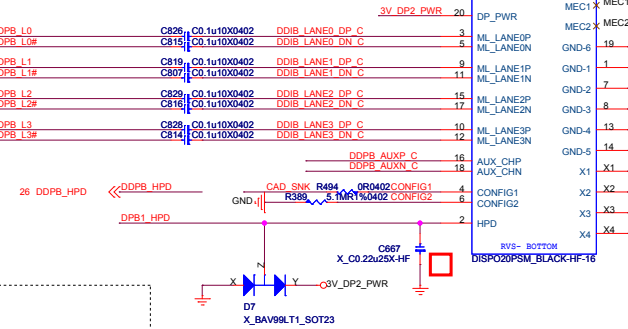 3V_DP2_PWR 20 DP_PWR MEC1 MEC1
MEC2 MEC2
DPB_L0 C826 C0.1u10X0402 DDIB_LANE0_DP_C 3 ML_LANE0P
DPB_L0# C815 C0.1u10X0402 DDIB_LANE0_DN_C 5 ML_LANE0N GND-6 19
DPB_L1 C819 C0.1u10X0402 DDIB_LANE1_DP_C 9 ML_LANE1P GND-1 1
DPB_L1# C807 C0.1u10X0402 DDIB_LANE1_DN_C 11 ML_LANE1N
GND-2 7
DPB_L2 C829 C0.1u10X0402 DDIB_LANE2_DP_C 15 ML_LANE2P
DPB_L2# C816 C0.1u10X0402 DDIB_LANE2_DN_C 17 ML_LANE2N GND-3 8
DPB_L3 C828 C0.1u10X0402 DDIB_LANE3_DP_C 10 ML_LANE3P GND-4 13
DPB_L3# C814 C0.1u10X0402 DDIB_LANE3_DN_C 12 ML_LANE3N
GND-5 14
DDPB_AUXP_C 16 AUX_CHP
DDPB_AUXN_C 18 AUX_CHN X1 X1
26 DDPB_HPD DDPB_HPD CAD_SNK R494 0R0402 CONFIG1 4 CONFIG1 X2 X2
GND R389 5.1MR1%0402 CONFIG2 6 CONFIG2
X3 X3
DPB1_HPD 2 HPD
X4 X4
RVS- BOTTOM
C667 DISPO20PSM_BLACK-HF-16
X_C0.22u25X-HF
Z
X Y 3V_DP2_PWR
D7
X_BAV99LT1_SOT23